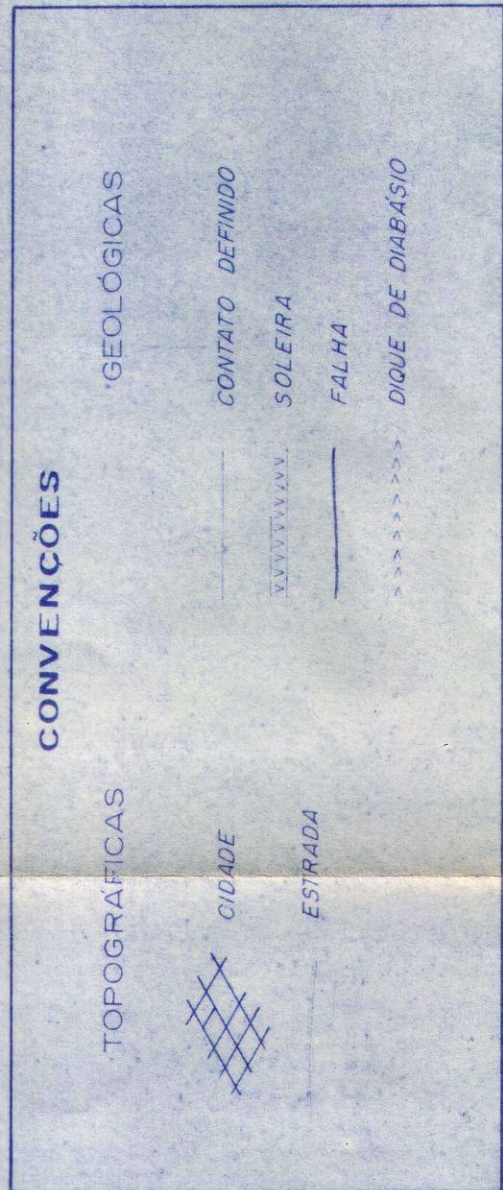 CONVENÇÕES
TOPOGRÁFICAS
CIDADE
ESTRADA
GEOLÓGICAS
CONTATO DEFINIDO
SOLEIRA
FALHA
DIQUE DE DIABÁSIO